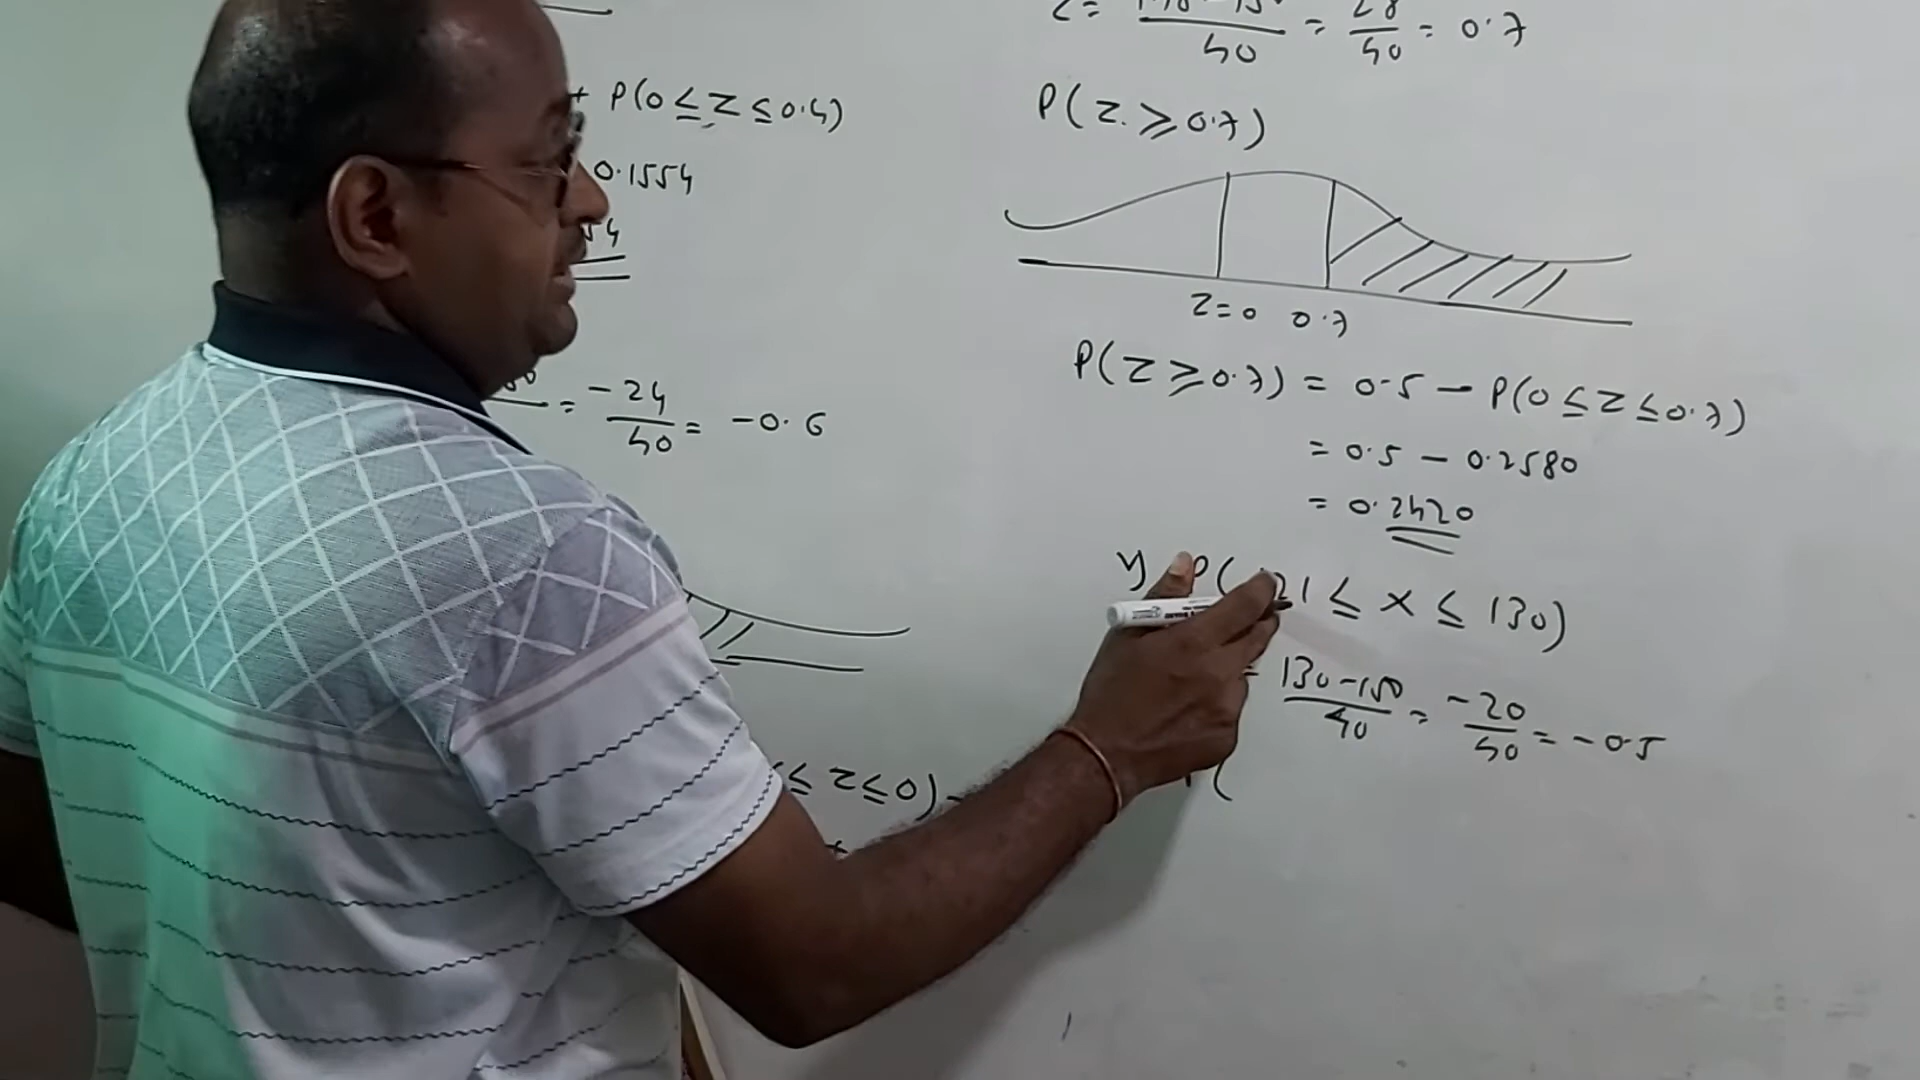 + P(0 ≤ Z ≤ 0.4)
0.1554
54
= -24/40 = -0.6
≤ Z ≤ 0) -
+
= 28/40 = 0.7
P(Z ≥ 0.7)
Z=0 0.7
P(Z ≥ 0.7) = 0.5 - P(0 ≤ Z ≤ 0.7)
= 0.5 - 0.2580
= 0.2420
P( 21 ≤ X ≤ 130)
= 130-150/40 = -20/40 = -0.5
P(